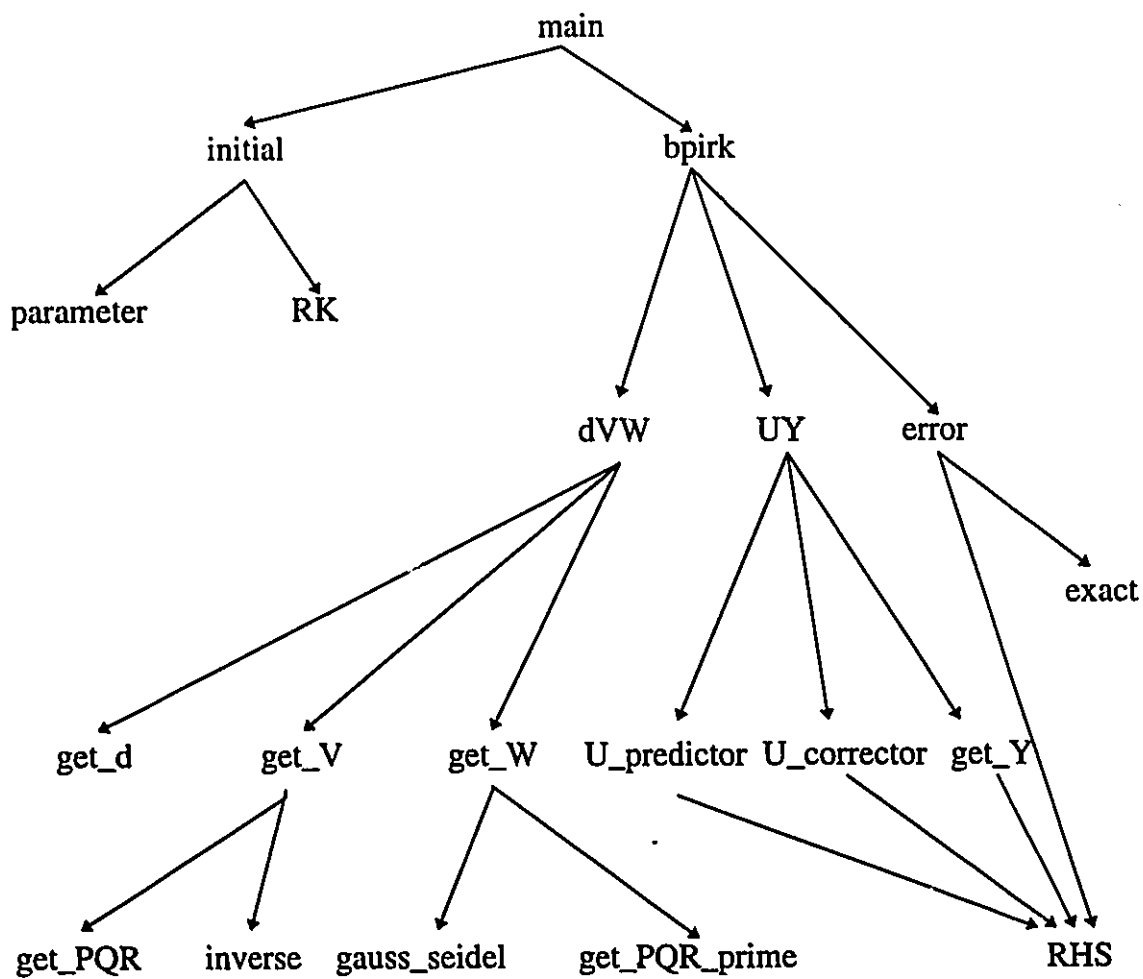 main
initial
bpirk
parameter
RK
dVW
UY
error
exact
get_d
get_V
get_W
U_predictor
U_corrector
get_Y
get_PQR
inverse
gauss_seidel
get_PQR_prime
RHS